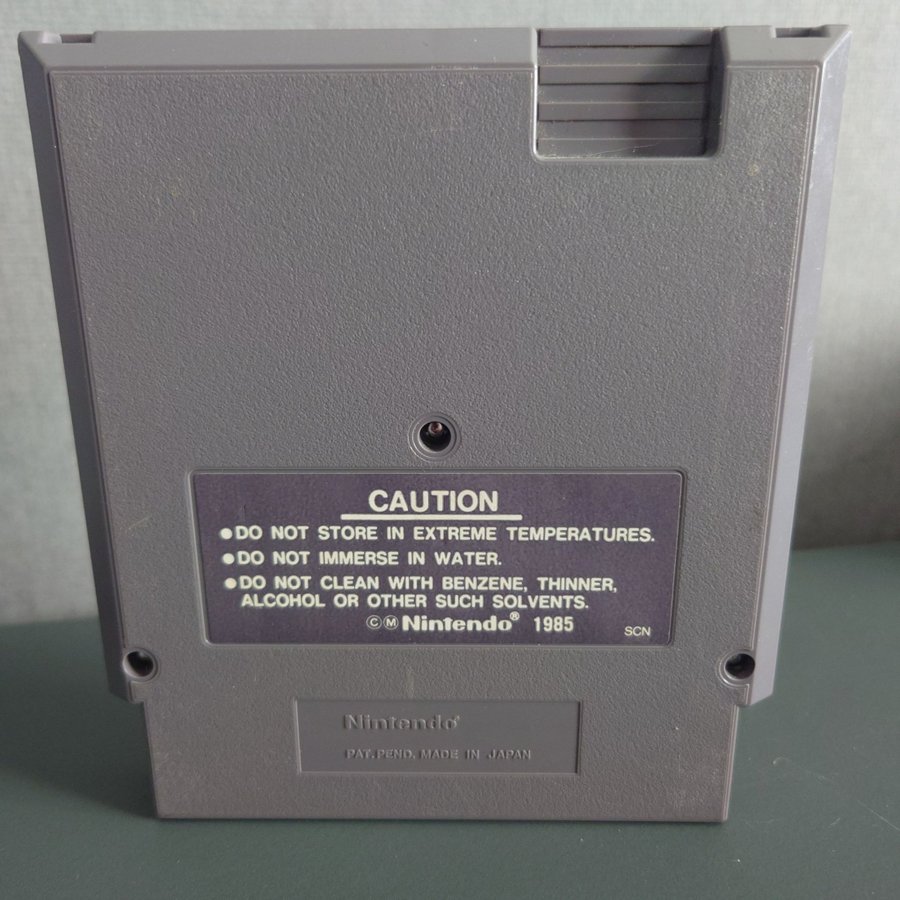 CAUTION
●DO NOT STORE IN EXTREME TEMPERATURES.
●DO NOT IMMERSE IN WATER.
●DO NOT CLEAN WITH BENZENE, THINNER,
ALCOHOL OR OTHER SUCH SOLVENTS.
ⒸⓂNintendo® 1985
SCN
Nintendo®
PAT. PEND. MADE IN JAPAN